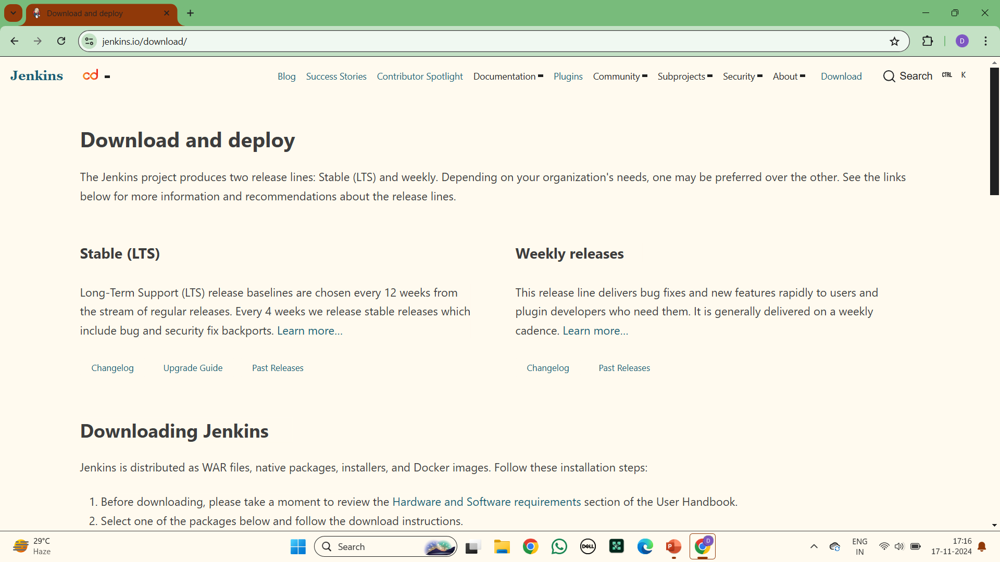 Download and deploy
jenkins.io/download/
D
Jenkins cd Blog Success Stories Contributor Spotlight Documentation Plugins Community Subprojects Security About Download Search CTRL K
Download and deploy
The Jenkins project produces two release lines: Stable (LTS) and weekly. Depending on your organization's needs, one may be preferred over the other. See the links
below for more information and recommendations about the release lines.
Stable (LTS)
Long-Term Support (LTS) release baselines are chosen every 12 weeks from
the stream of regular releases. Every 4 weeks we release stable releases which
include bug and security fix backports. Learn more...
Changelog Upgrade Guide Past Releases
Weekly releases
This release line delivers bug fixes and new features rapidly to users and
plugin developers who need them. It is generally delivered on a weekly
cadence. Learn more...
Changelog Past Releases
Downloading Jenkins
Jenkins is distributed as WAR files, native packages, installers, and Docker images. Follow these installation steps:
1. Before downloading, please take a moment to review the Hardware and Software requirements section of the User Handbook.
2. Select one of the packages below and follow the download instructions.
29°C
Haze
Search
DELL
P
D
ENG
IN
17:16
17-11-2024